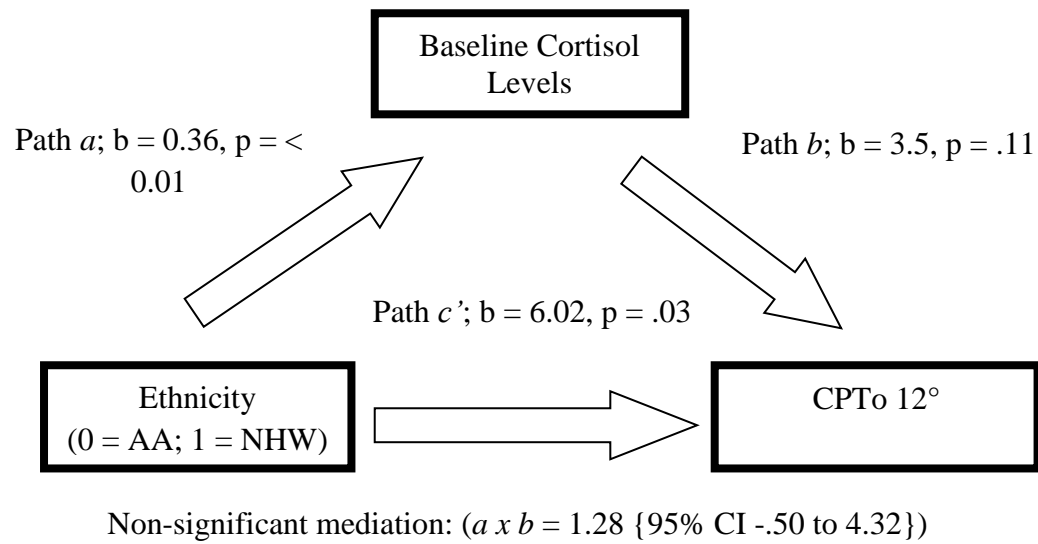 Baseline Cortisol
Levels
Path a; b = 0.36, p = <
0.01
Path b; b = 3.5, p = .11
Path c’; b = 6.02, p = .03
Ethnicity
(0 = AA; 1 = NHW)
CPTo 12°
Non-significant mediation: (a x b = 1.28 {95% CI -.50 to 4.32})